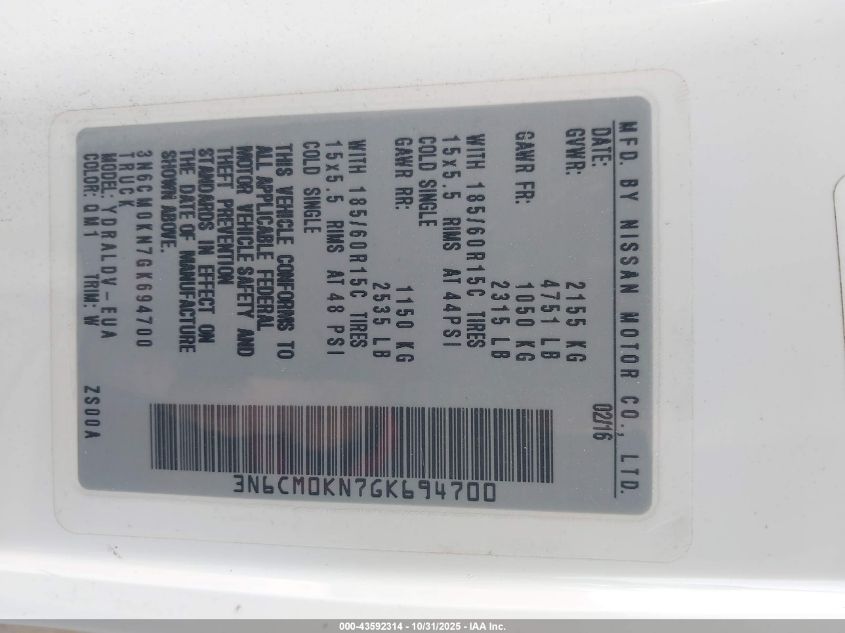 MFD. BY NISSAN MOTOR CO., LTD.
DATE: 02/16
GVWR: 2155 KG
4751 LB
GAWR FR: 1050 KG
2315 LB
WITH 185/60R15C TIRES
15x5.5 RIMS AT 44PSI
COLD SINGLE
GAWR RR: 1150 KG
2535 LB
WITH 185/60R15C TIRES
15x5.5 RIMS AT 48 PSI
COLD SINGLE
THIS VEHICLE CONFORMS TO
ALL APPLICABLE FEDERAL
MOTOR VEHICLE SAFETY AND
THEFT PREVENTION
STANDARDS IN EFFECT ON
THE DATE OF MANUFACTURE
SHOWN ABOVE.
3N6CM0KN7GK694700
TRUCK
MODEL: YDRALDV-EUA
COLOR: QM1 TRIM: W ZS00A
3N6CM0KN7GK694700
000-43592314 - 10/31/2025 - IAA Inc.